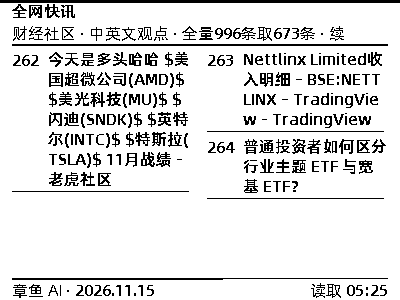 全网快讯
财经社区 · 中英文观点 · 全量996条取673条 · 续
262 今天是多头哈哈 $美
国超微公司(AMD)$
$美光科技(MU)$ $
闪迪(SNDK)$ $英特
尔(INTC)$ $特斯拉(
TSLA)$ 11月战绩 -
老虎社区
263 Nettlinx Limited收
入明细 – BSE:NETT
LINX – TradingVie
w - TradingView
264 普通投资者如何区分
行业主题 ETF 与宽
基 ETF?
章鱼 AI · 2026.11.15
读取 05:25